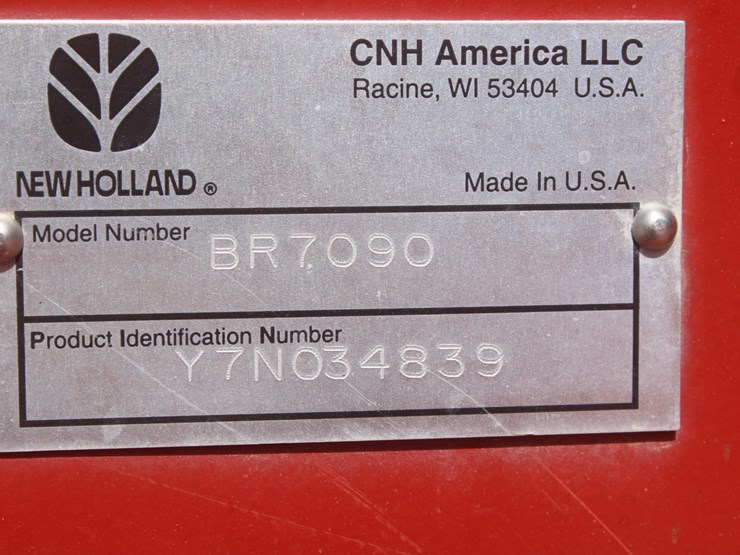 CNH America LLC
Racine, WI 53404 U.S.A.
NEW HOLLAND ®
Made In U.S.A.
Model Number BR7090
Product Identification Number
Y7N034839